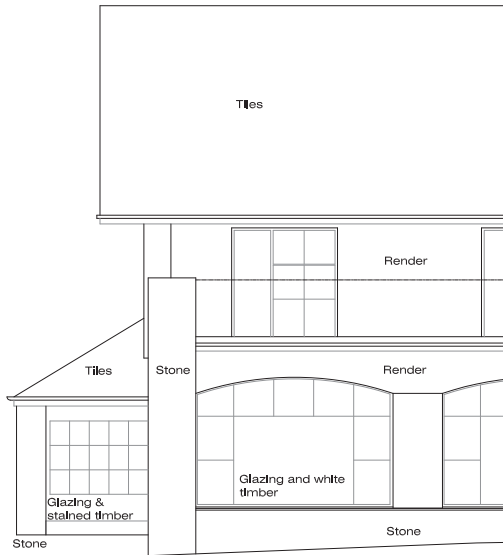 Tiles
Render
Tiles
Stone
Render
Glazing and white
timber
Glazing &
stained timber
Stone
Stone